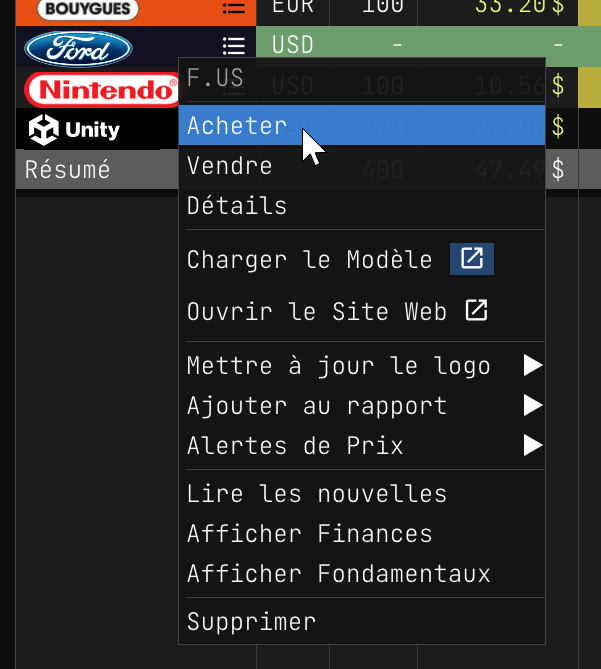 BOUYGUES EUR 100 33.20 $
Ford USD - -
F.US
Nintendo USD 100 10.56 $
Acheter
Unity $
Vendre
Résumé 400 47.49 $
Détails
Charger le Modèle
Ouvrir le Site Web
Mettre à jour le logo
Ajouter au rapport
Alertes de Prix
Lire les nouvelles
Afficher Finances
Afficher Fondamentaux
Supprimer